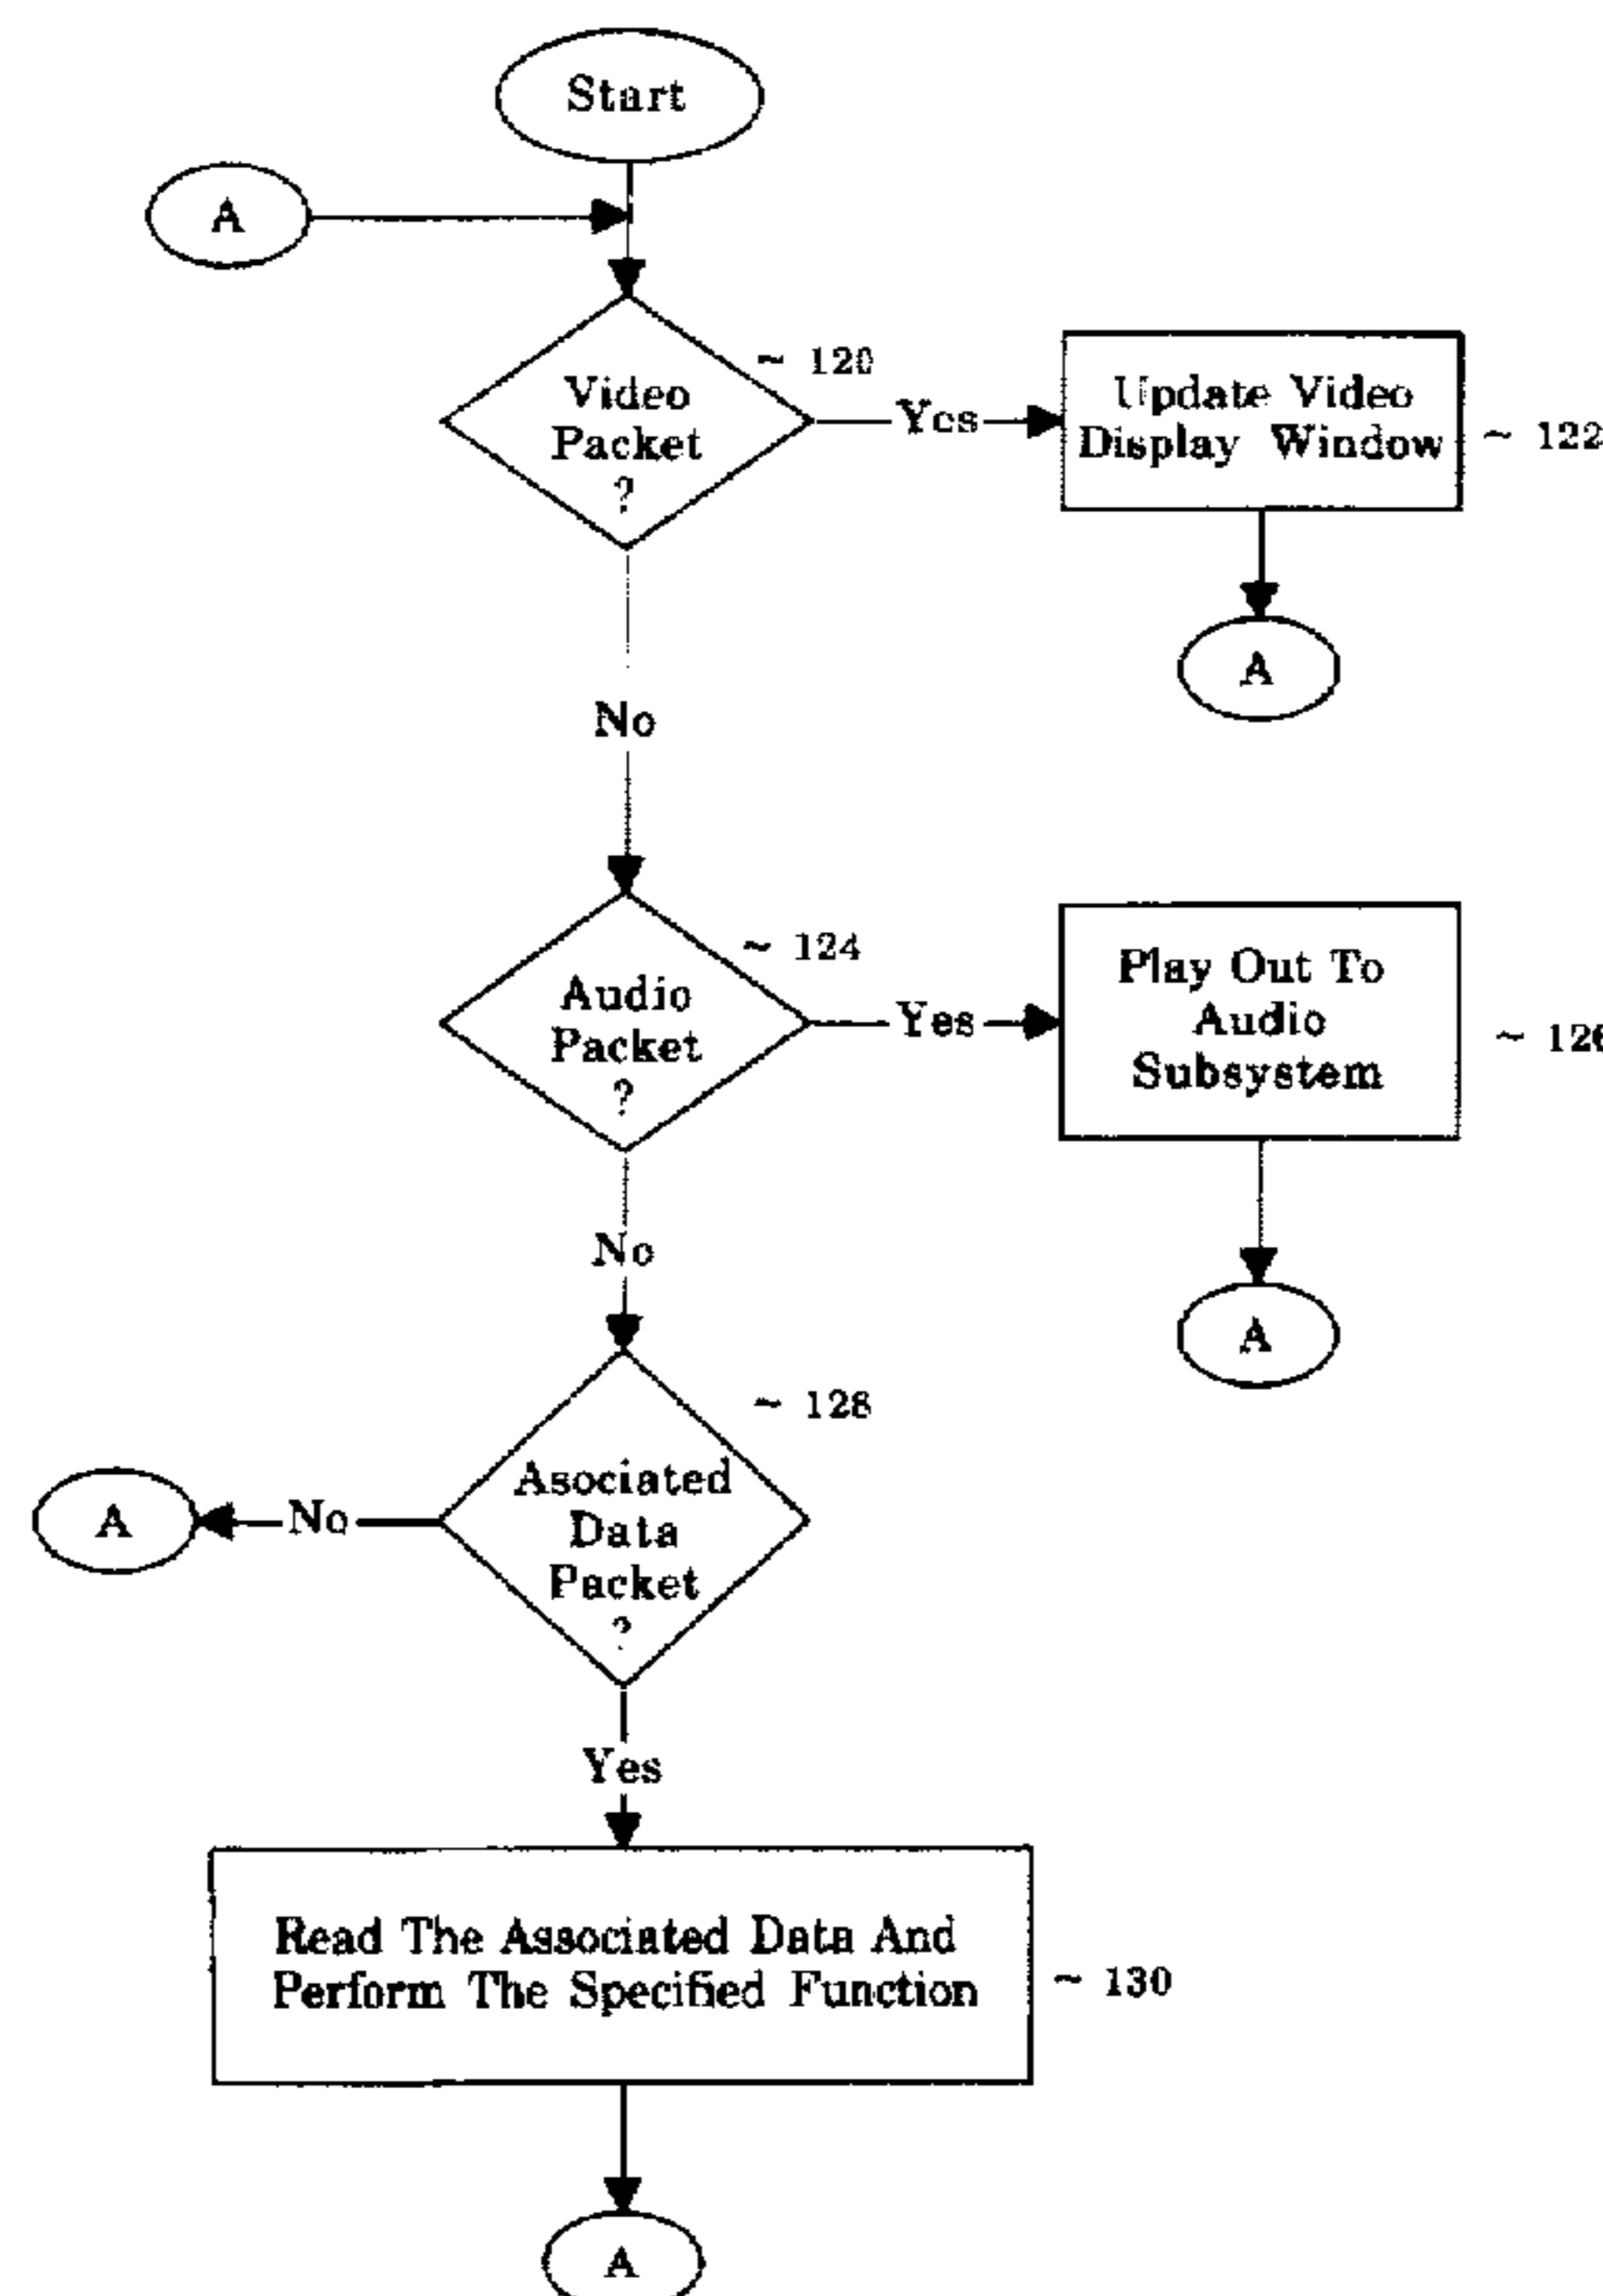 Start
A
~ 120
Video
Packet
?
Yes
Update Video
Display Window
~ 122
A
No
~ 124
Audio
Packet
?
Yes
Play Out To
Audio
Subsystem
~ 126
A
No
~ 128
Asociated
Data
Packet
?
No
A
Yes
Read The Associated Data And
Perform The Specified Function
~ 130
A